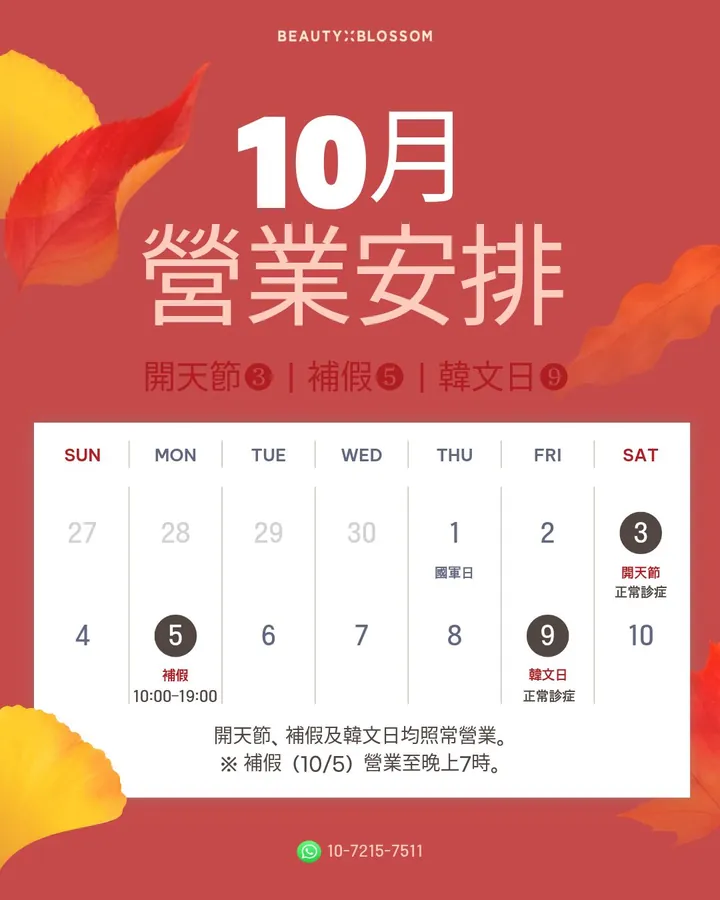 BEAUTY BLOSSOM
10月
營業安排
開天節❸ | 補假❺ | 韓文日❾
SUN MON TUE WED THU FRI SAT
27 28 29 30 1 2 3
國軍日 開天節
正常診症
4 5 6 7 8 9 10
補假 韓文日
10:00-19:00 正常診症
開天節、補假及韓文日均照常營業。
※ 補假（10/5）營業至晚上7時。
10-7215-7511